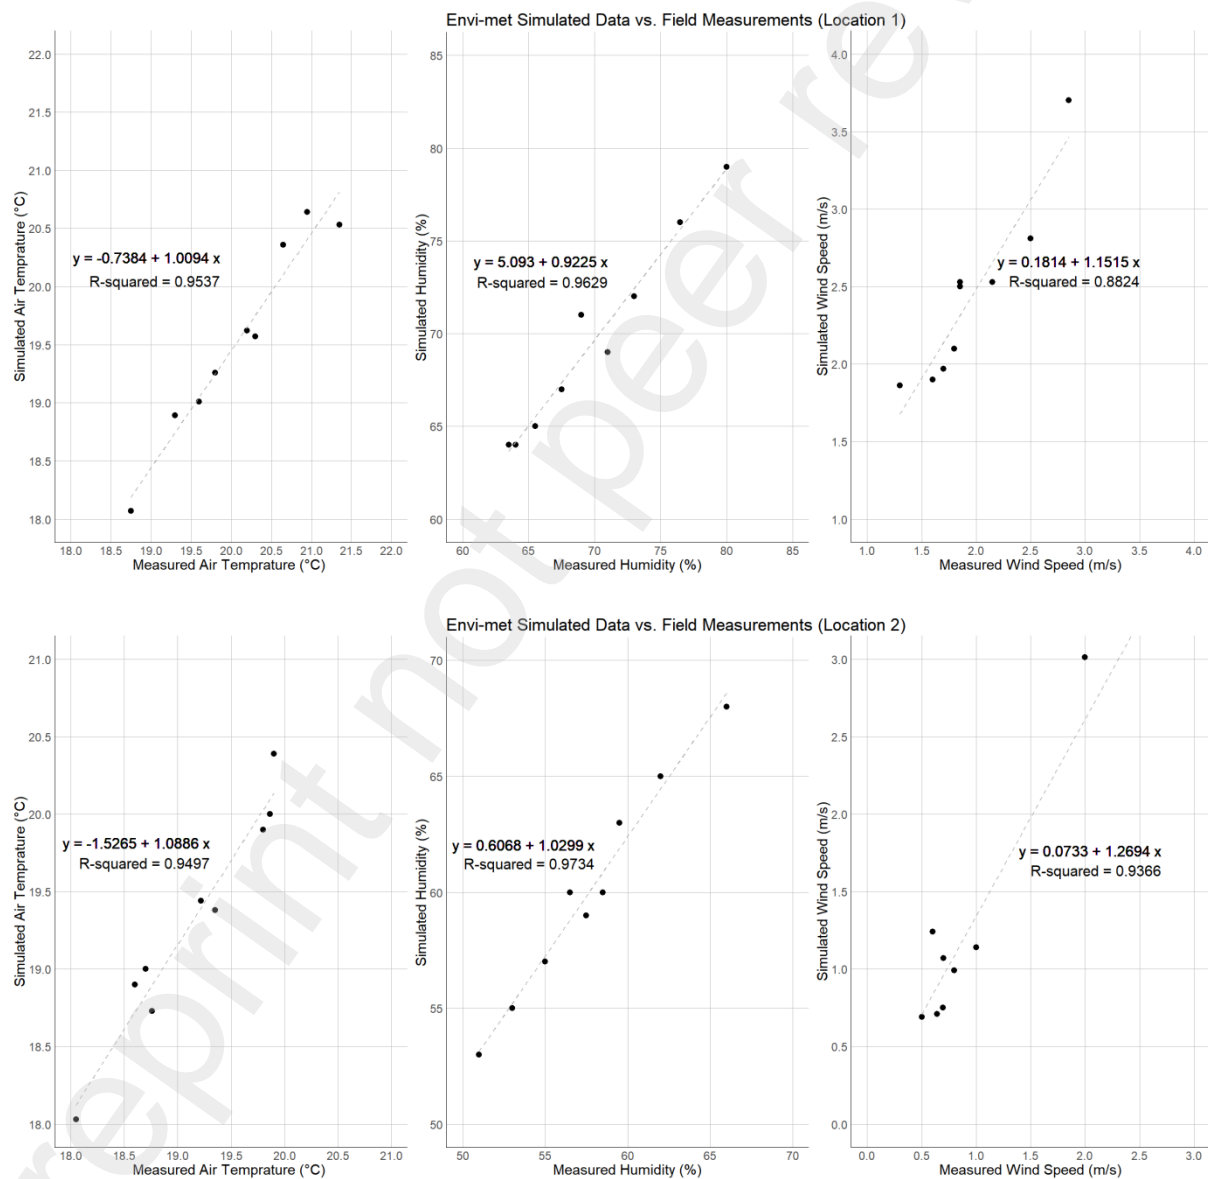 Envi-met Simulated Data vs. Field Measurements (Location 1)
22.0
21.5
21.0
20.5
20.0
19.5
19.0
18.5
18.0
Simulated Air Temprature (°C)
y = -0.7384 + 1.0094 x
R-squared = 0.9537
18.0 18.5 19.0 19.5 20.0 20.5 21.0 21.5 22.0
Measured Air Temprature (°C)
85
80
75
70
65
60
Simulated Humidity (%)
y = 5.093 + 0.9225 x
R-squared = 0.9629
60 65 70 75 80 85
Measured Humidity (%)
4.0
3.5
3.0
2.5
2.0
1.5
1.0
Simulated Wind Speed (m/s)
y = 0.1814 + 1.1515 x
R-squared = 0.8824
1.0 1.5 2.0 2.5 3.0 3.5 4.0
Measured Wind Speed (m/s)
Envi-met Simulated Data vs. Field Measurements (Location 2)
21.0
20.5
20.0
19.5
19.0
18.5
18.0
Simulated Air Temprature (°C)
y = -1.5265 + 1.0886 x
R-squared = 0.9497
18.0 18.5 19.0 19.5 20.0 20.5 21.0
Measured Air Temprature (°C)
70
65
60
55
50
Simulated Humidity (%)
y = 0.6068 + 1.0299 x
R-squared = 0.9734
50 55 60 65 70
Measured Humidity (%)
3.0
2.5
2.0
1.5
1.0
0.5
0.0
Simulated Wind Speed (m/s)
y = 0.0733 + 1.2694 x
R-squared = 0.9366
0.0 0.5 1.0 1.5 2.0 2.5 3.0
Measured Wind Speed (m/s)
reprint not peer re